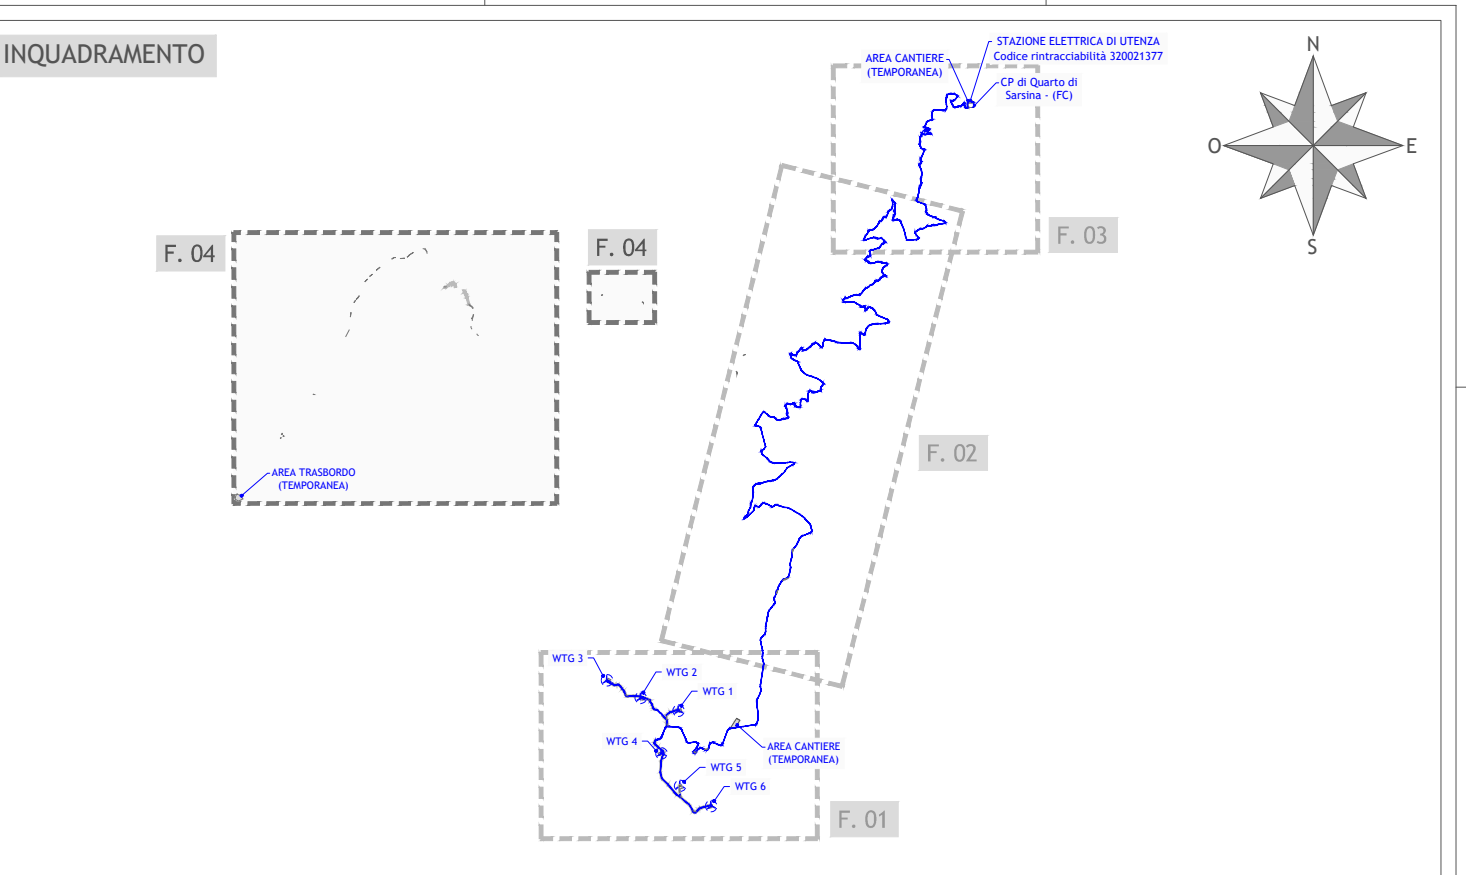 INQUADRAMENTO
STAZIONE ELETTRICA DI UTENZA
Codice rintracciabilità 320021377
AREA CANTIERE
(TEMPORANEA)
CP di Quarto di
Sarsina - (FC)
N
O
E
S
F. 03
F. 04
F. 04
F. 02
AREA TRASBORDO
(TEMPORANEA)
WTG 3
WTG 2
WTG 1
WTG 4
AREA CANTIERE
(TEMPORANEA)
WTG 5
WTG 6
F. 01